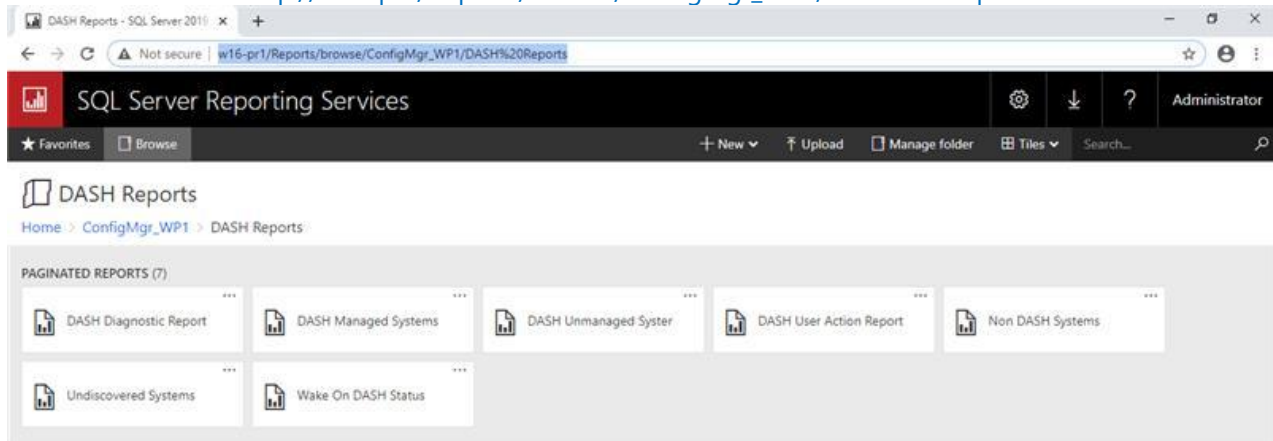 DASH Reports - SQL Server 2019
Not secure | w16-pr1/Reports/browse/ConfigMgr_WP1/DASH%20Reports
SQL Server Reporting Services
? Administrator
Favorites Browse + New Upload Manage folder Tiles Search...
DASH Reports
Home > ConfigMgr_WP1 > DASH Reports
PAGINATED REPORTS (7)
DASH Diagnostic Report DASH Managed Systems DASH Unmanaged Syster DASH User Action Report Non DASH Systems
Undiscovered Systems Wake On DASH Status